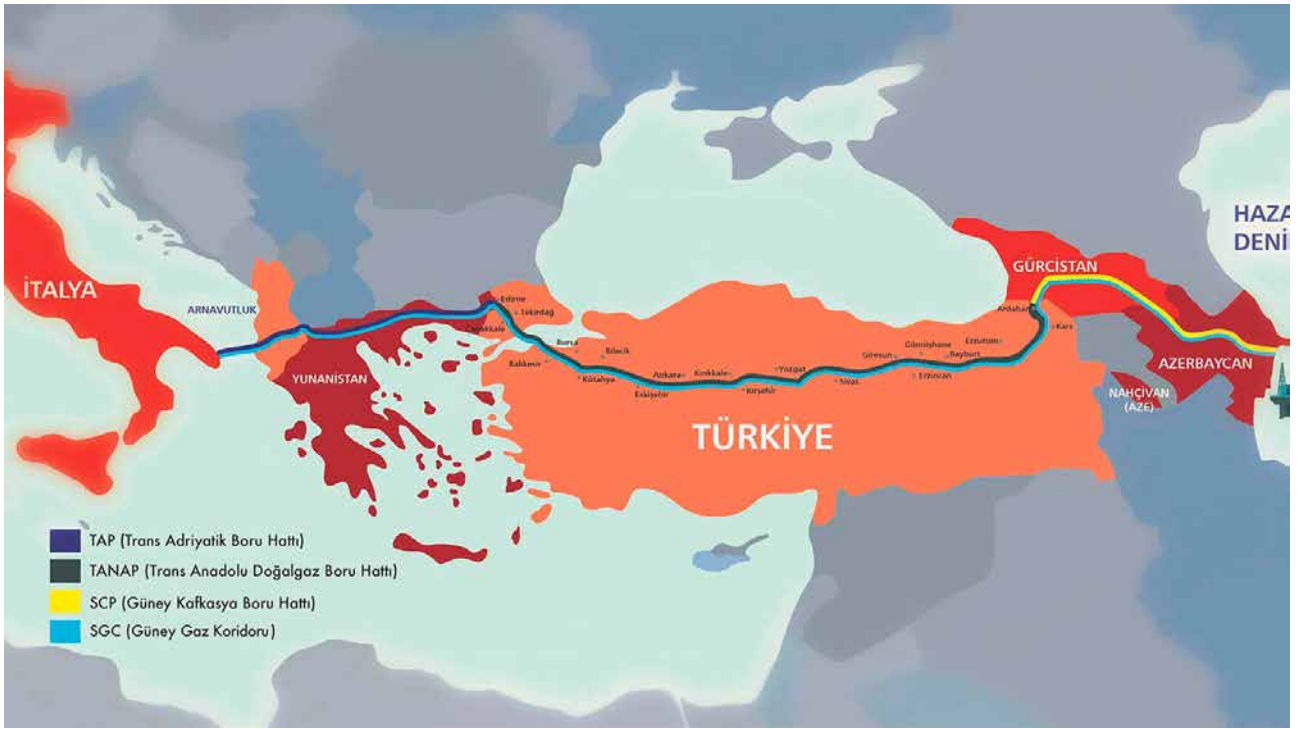 HAZA
DENİ
GÜRCİSTAN
İTALYA
ARNAVUTLUK
Edirne
Tekirdağ
Çanakkale
Ardahan
Kars
Bursa
Bilecik
Gümüşhane
Erzurum
Balıkesir
Giresun
Bayburt
AZERBAYCAN
Kütahya
Ankara
Kırıkkale
Yozgat
YUNANİSTAN
Eskişehir
Kırşehir
Sivas
Erzincan
NAHÇİVAN
(AZE)
TÜRKİYE
TAP (Trans Adriyatik Boru Hattı)
TANAP (Trans Anadolu Doğalgaz Boru Hattı)
SCP (Güney Kafkasya Boru Hattı)
SGC (Güney Gaz Koridoru)